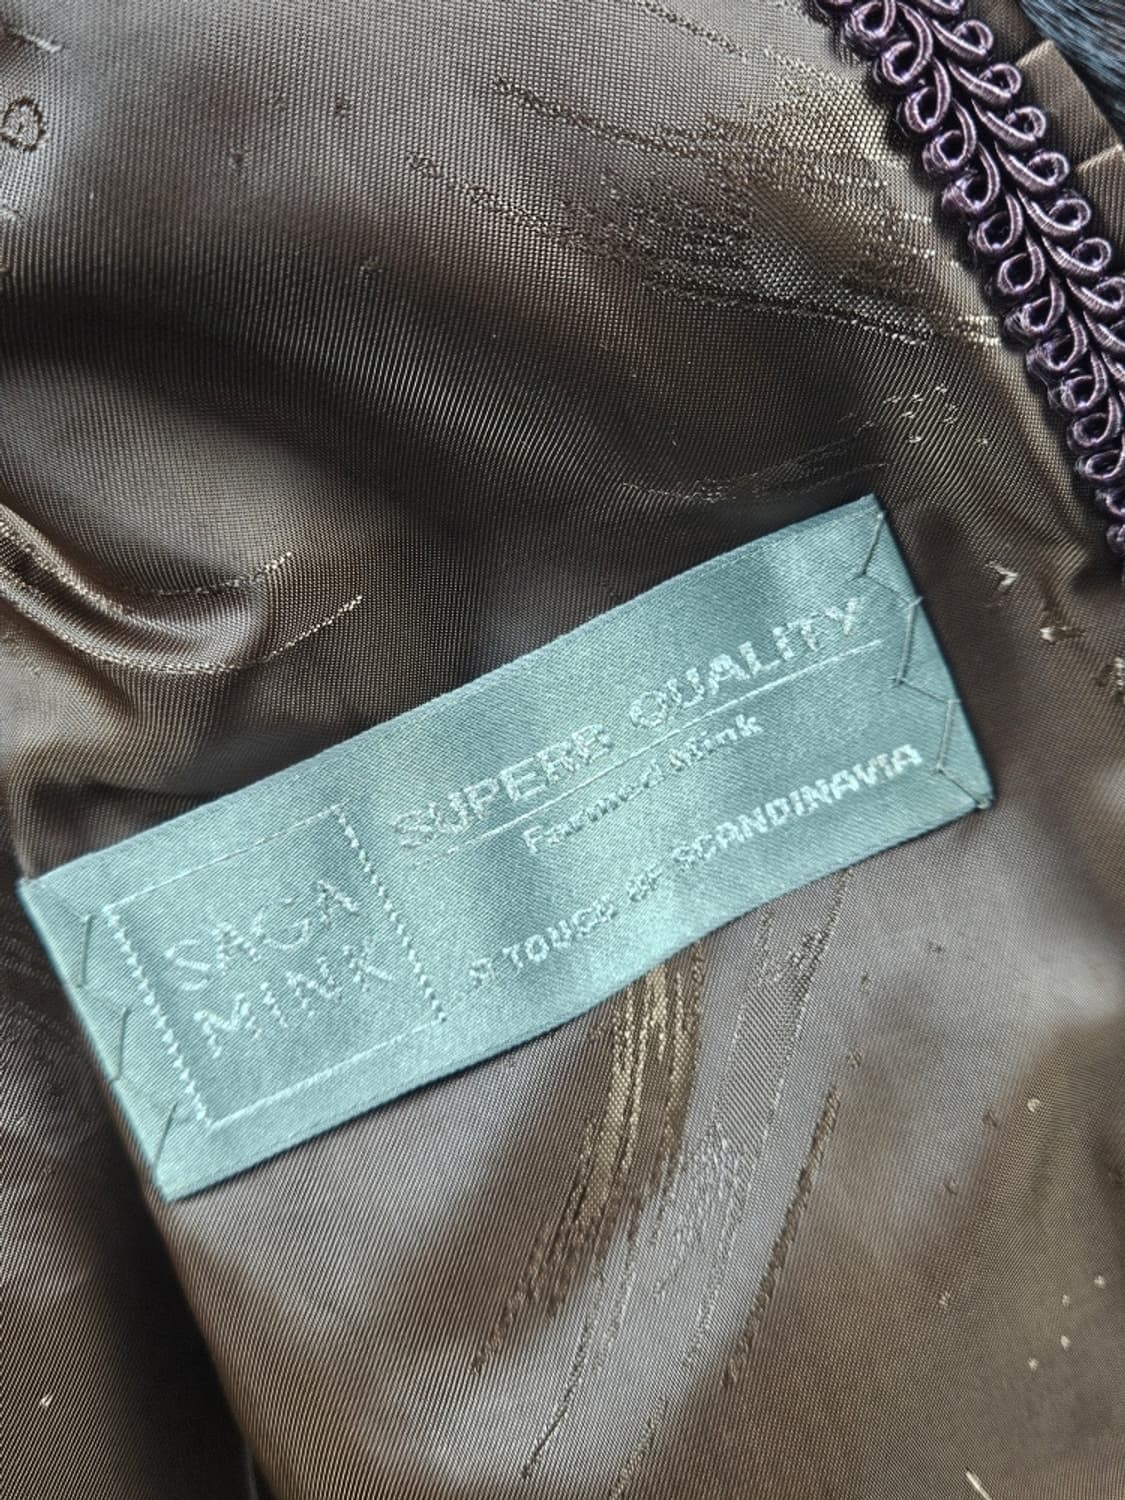 SAGA
MINK
SUPERB QUALITY
Farmed Mink
A TOUCH OF SCANDINAVIA